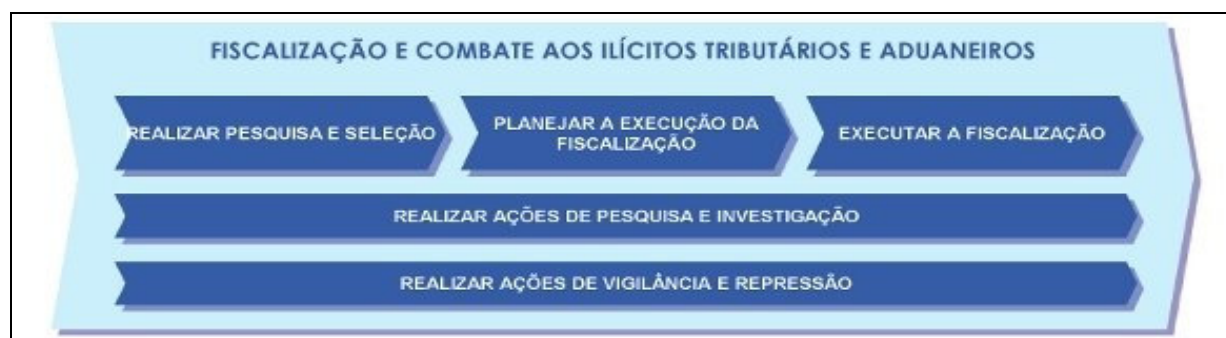 FISCALIZAÇÃO E COMBATE AOS ILÍCITOS TRIBUTÁRIOS E ADUANEIROS
REALIZAR PESQUISA E SELEÇÃO
PLANEJAR A EXECUÇÃO DA
FISCALIZAÇÃO
EXECUTAR A FISCALIZAÇÃO
REALIZAR AÇÕES DE PESQUISA E INVESTIGAÇÃO
REALIZAR AÇÕES DE VIGILÂNCIA E REPRESSÃO